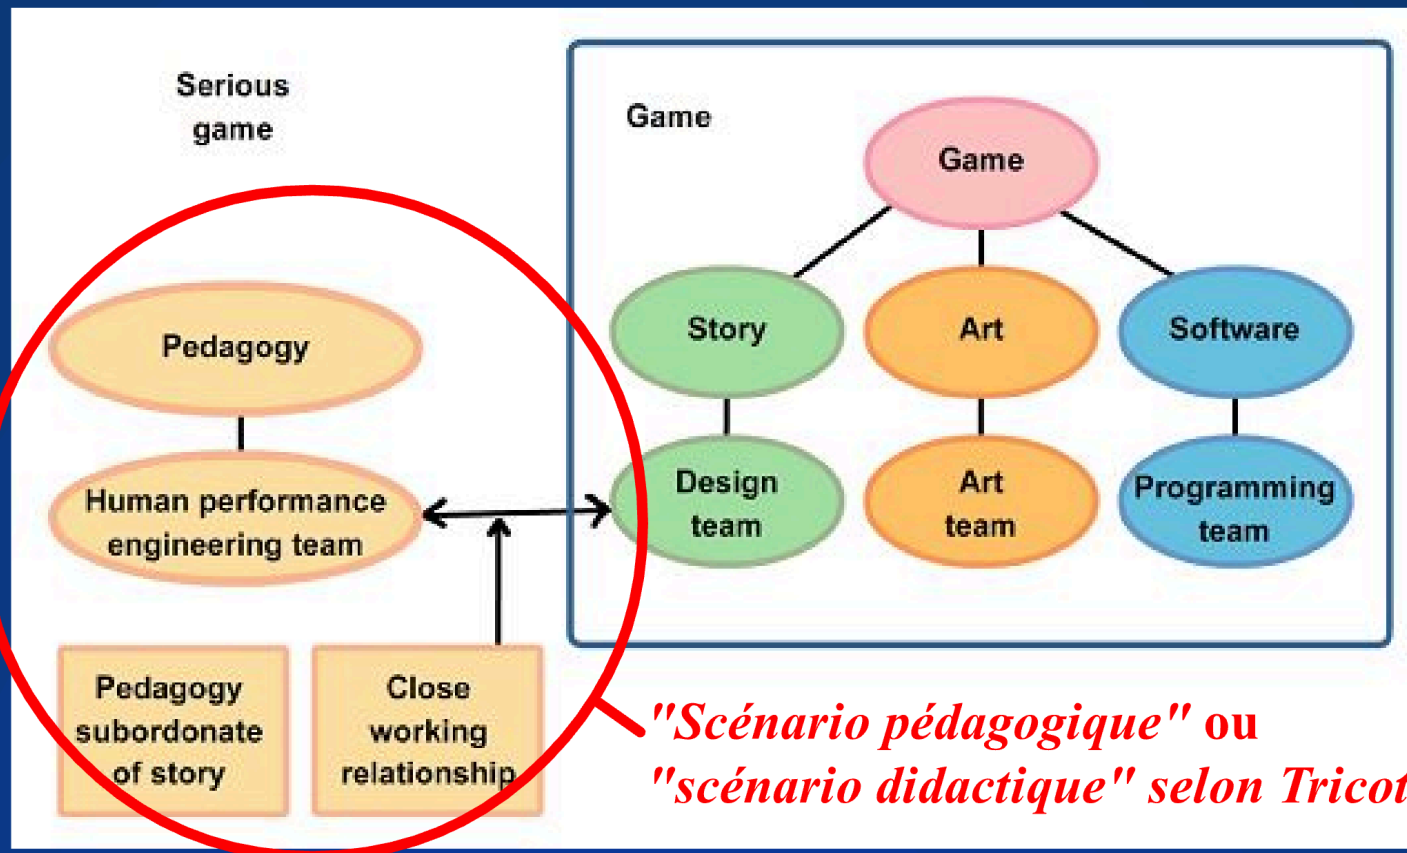 Serious
game
Game
Game
Story
Art
Software
Pedagogy
Human performance
engineering team
Design
team
Art
team
Programming
team
Pedagogy
subordonate
of story
Close
working
relationship
"Scénario pédagogique" ou
"scénario didactique" selon Tricot